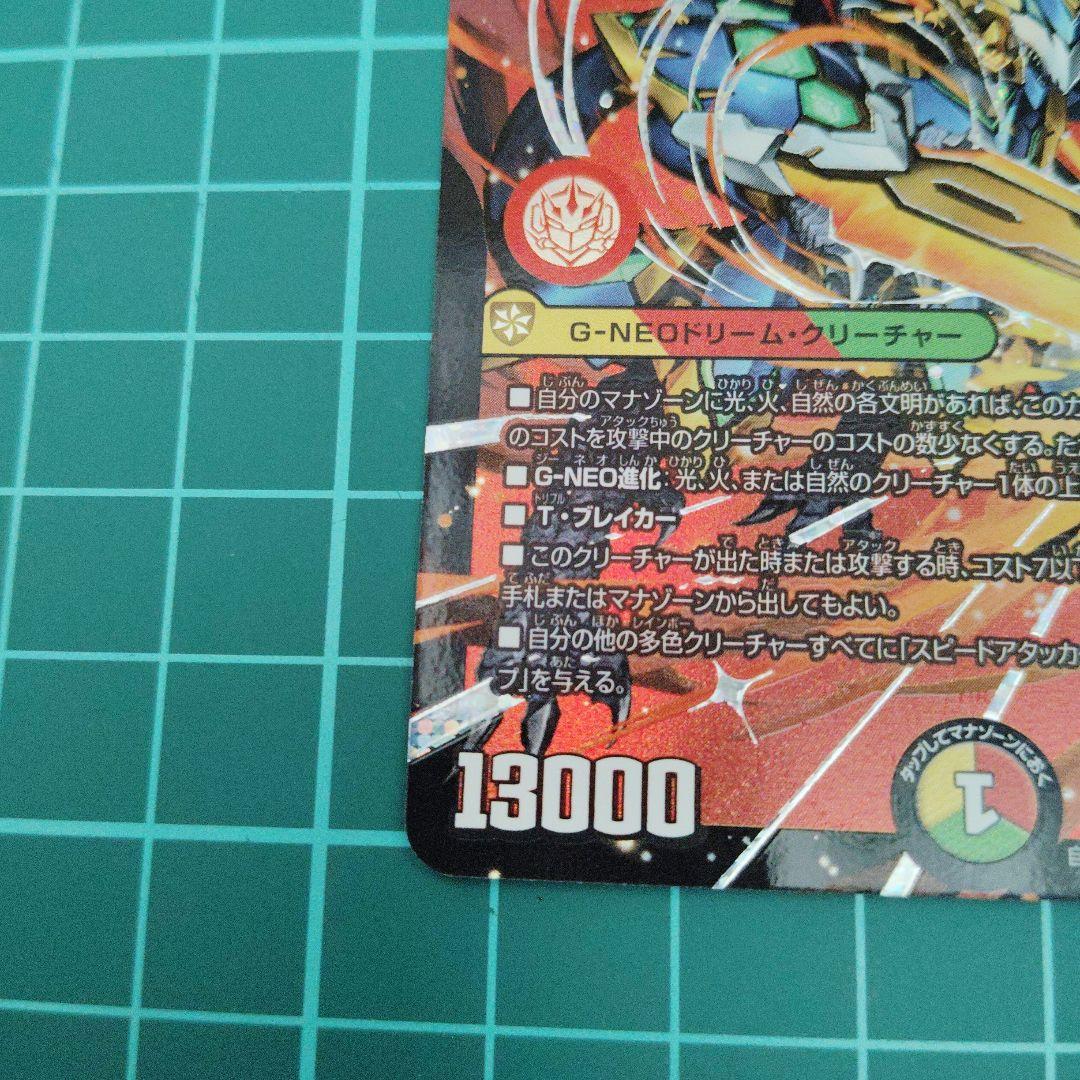 G-NEOドリーム・クリーチャー
■自分のマナゾーンに光、火、自然の各文明があれば、このカ
のコストを攻撃中のクリーチャーのコストの数少なくする。ただ
■G-NEO進化：光、火、または自然のクリーチャー1体の上
■T・ブレイカー
■このクリーチャーが出た時または攻撃する時、コスト7以下
手札またはマナゾーンから出してもよい。
■自分の他の多色クリーチャーすべてに「スピードアタッカー
プ」を与える。
13000
タップしてマナゾーンにおく
1
自